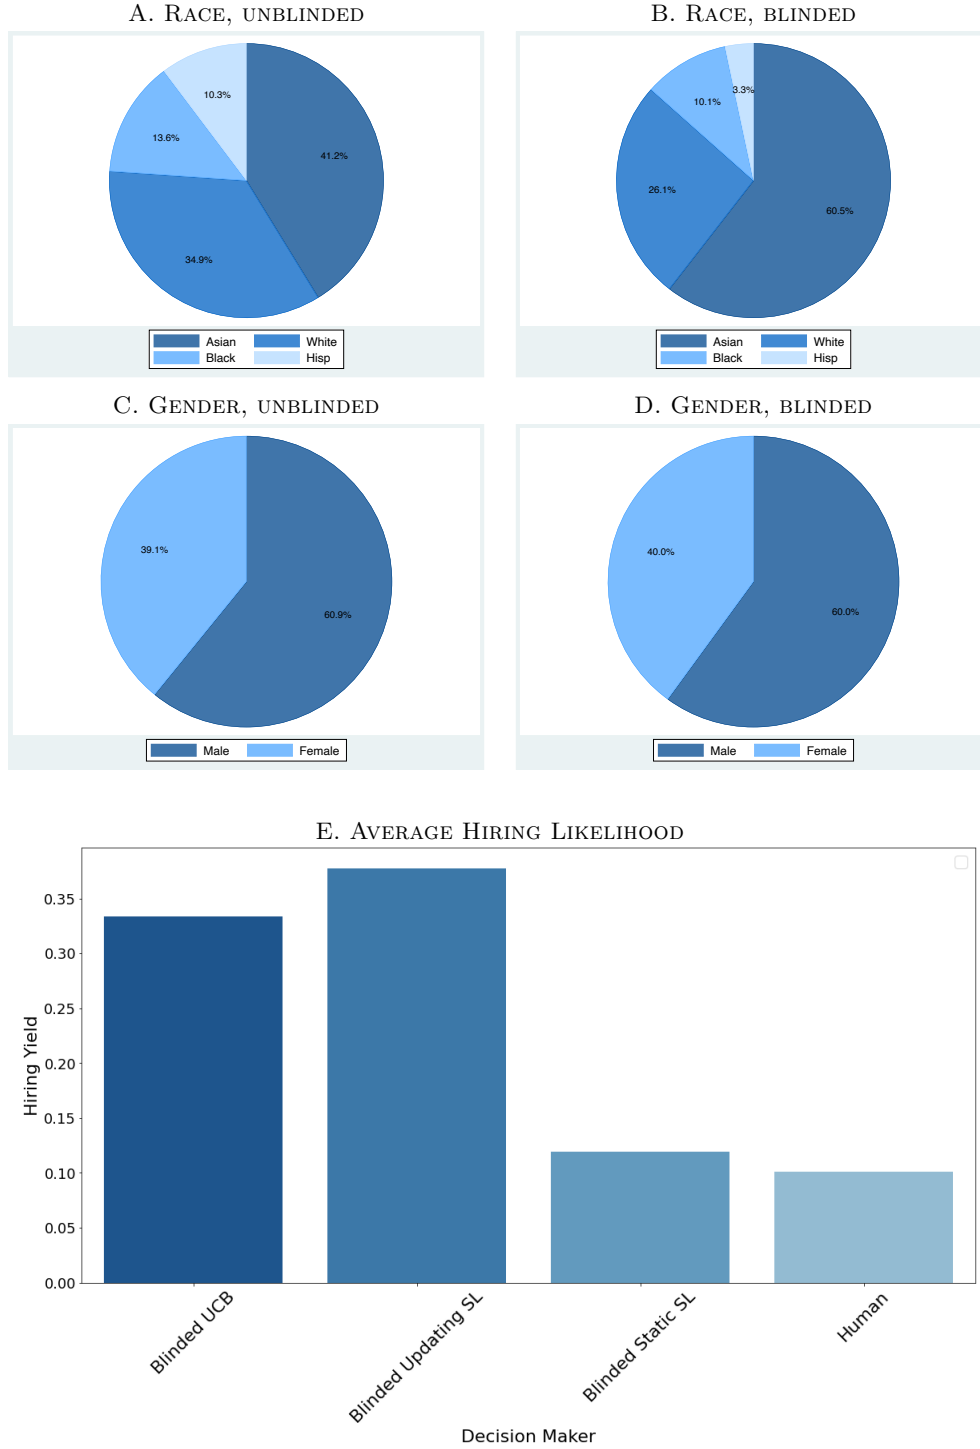 A. Race, unblinded
10.3%
13.6%
41.2%
34.9%
Asian White
Black Hisp
B. Race, blinded
3.3%
10.1%
26.1%
60.5%
Asian White
Black Hisp
C. Gender, unblinded
39.1%
60.9%
Male Female
D. Gender, blinded
40.0%
60.0%
Male Female
E. Average Hiring Likelihood
Hiring Yield
0.35
0.30
0.25
0.20
0.15
0.10
0.05
0.00
Blinded UCB
Blinded Updating SL
Blinded Static SL
Human
Decision Maker